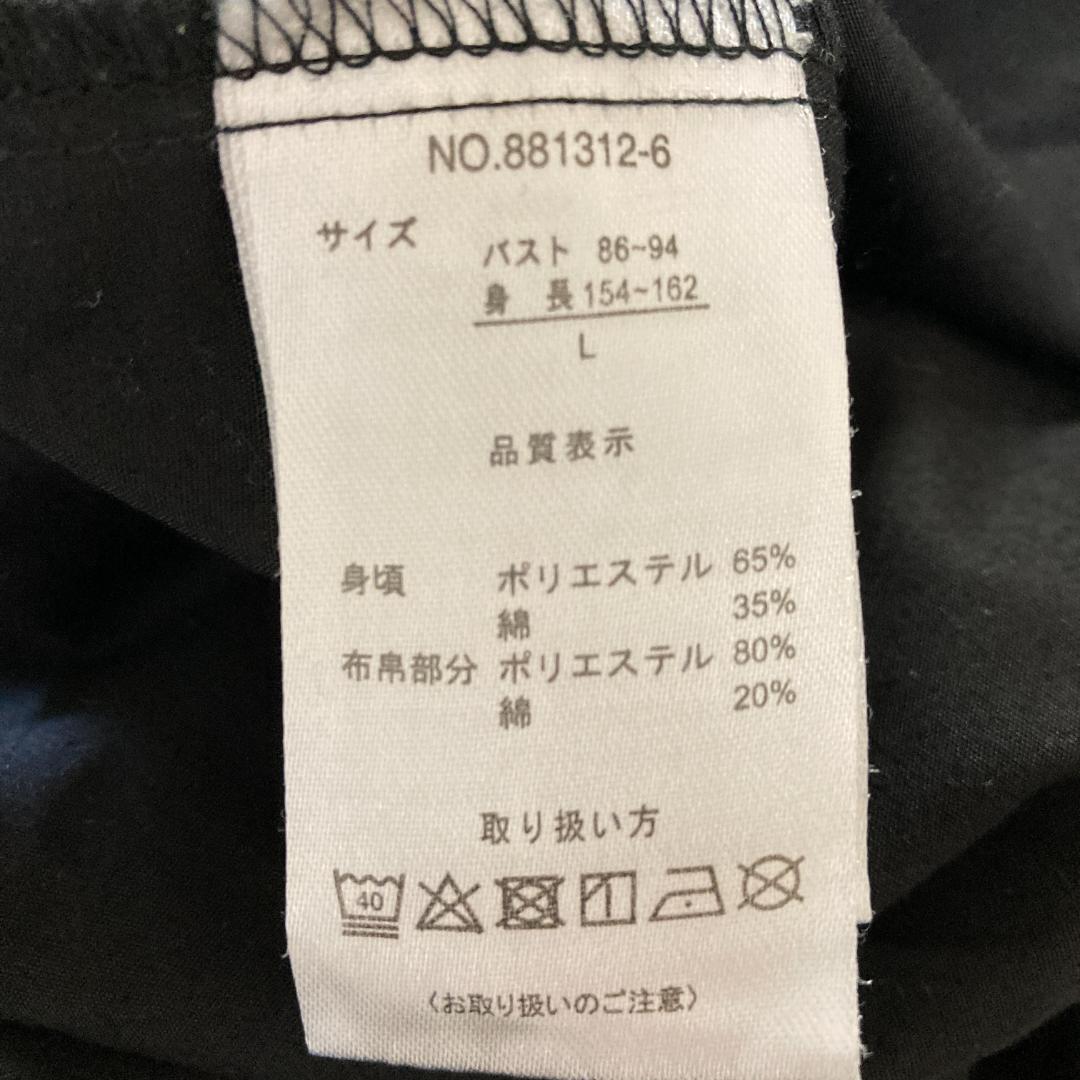 NO.881312-6
サイズ
バスト 86~94
身 長 154~162
L
品質表示
身頃 ポリエステル 65%
綿 35%
布帛部分 ポリエステル 80%
綿 20%
取り扱い方
40
〈お取り扱いのご注意〉